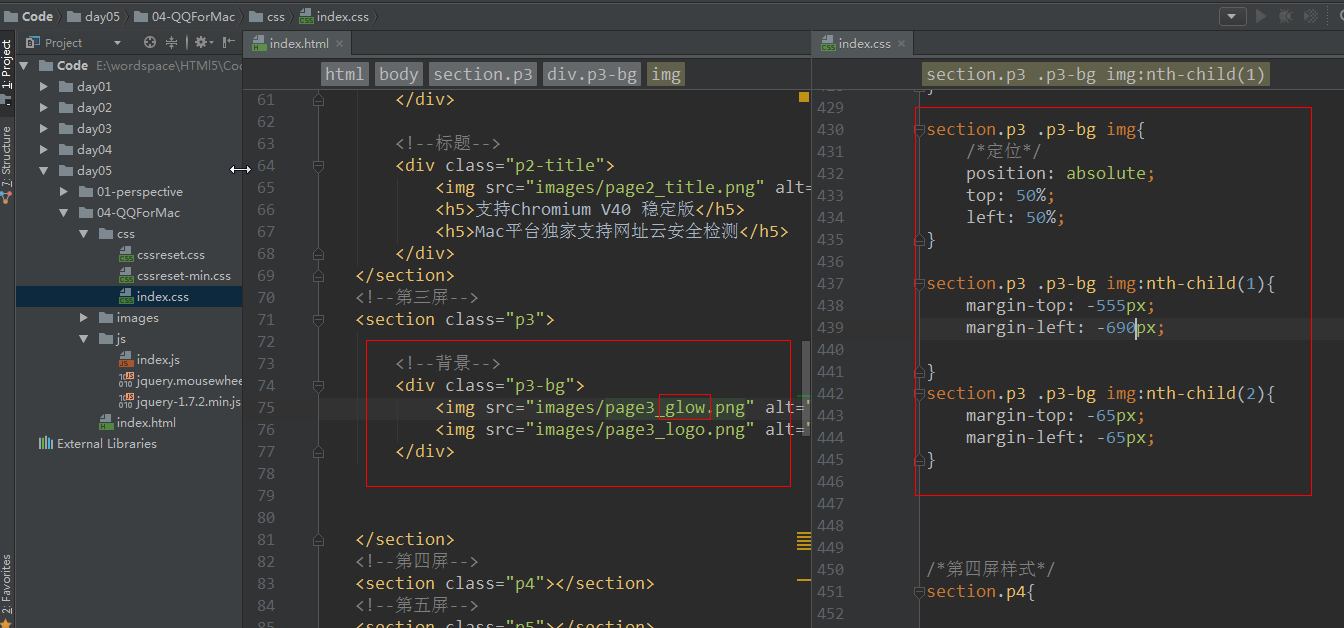 Code day05 04-QQForMac css index.css
Project
index.html
index.css
1: Project
7: Structure
2: Favorites
Code E:\wordspace\HTMl5\Co
day01
day02
day03
day04
day05
01-perspective
04-QQForMac
css
cssreset.css
cssreset-min.css
index.css
images
js
index.js
jquery.mousewhee
jquery-1.7.2.min.js
index.html
External Libraries
html body section.p3 div.p3-bg img
61 </div>
62
63 <!--标题-->
64 <div class="p2-title">
65 <img src="images/page2_title.png" alt=
66 <h5>支持Chromium V40 稳定版</h5>
67 <h5>Mac平台独家支持网址云安全检测</h5>
68 </div>
69 </section>
70 <!--第三屏-->
71 <section class="p3">
72
73 <!--背景-->
74 <div class="p3-bg">
75 <img src="images/page3_glow.png" alt="
76 <img src="images/page3_logo.png" alt="
77 </div>
78
79
80
81 </section>
82 <!--第四屏-->
83 <section class="p4"></section>
84 <!--第五屏-->
85 <section class="p5"></section>
section.p3 .p3-bg img:nth-child(1)
429
430 section.p3 .p3-bg img{
431 /*定位*/
432 position: absolute;
433 top: 50%;
434 left: 50%;
435 }
436
437 section.p3 .p3-bg img:nth-child(1){
438 margin-top: -555px;
439 margin-left: -690px;
440
441 }
442 section.p3 .p3-bg img:nth-child(2){
443 margin-top: -65px;
444 margin-left: -65px;
445 }
446
447
448
449
450 /*第四屏样式*/
451 section.p4{
452